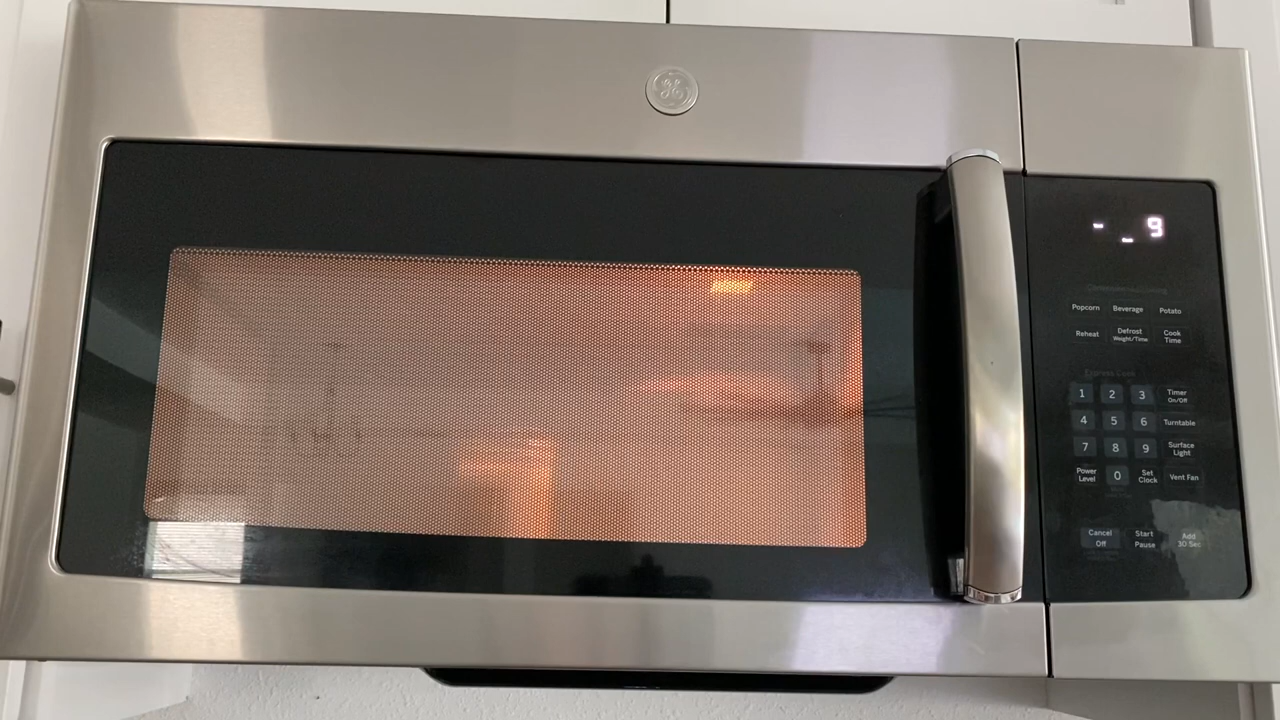 9
Popcorn Beverage Potato
Reheat Defrost Weight/Time Cook Time
Express Cook
1 2 3 Timer On/Off
4 5 6 Turntable
7 8 9 Surface Light
Power Level 0 Set Clock Vent Fan
Cancel Off Start Pause Add 30 Sec